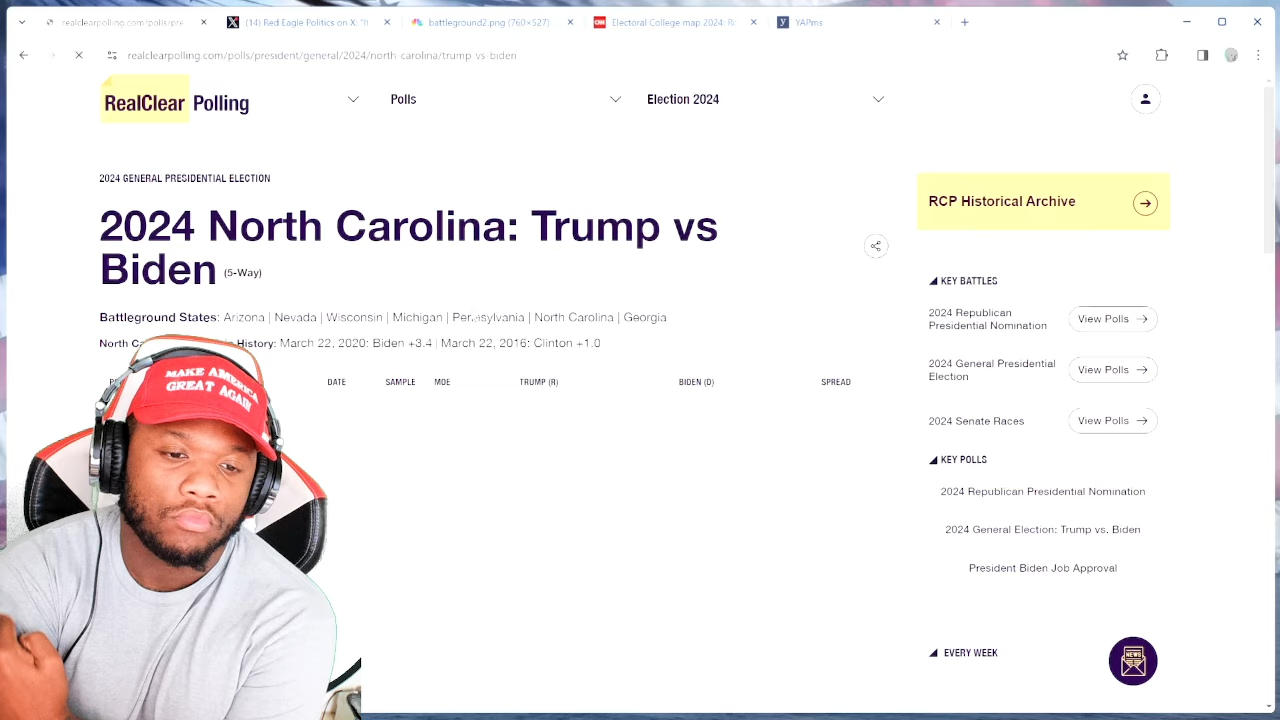 realclearpolling.com/polls/pre
(14) Red Eagle Politics on X: "It
battleground2.png (760×527)
CNN
Electoral College map 2024: R
YAPms
realclearpolling.com/polls/president/general/2024/north-carolina/trump-vs-biden
RealClear Polling
Polls
Election 2024
2024 GENERAL PRESIDENTIAL ELECTION
2024 North Carolina: Trump vs
Biden (5-Way)
Battleground States: Arizona | Nevada | Wisconsin | Michigan | Pennsylvania | North Carolina | Georgia
History: March 22, 2020: Biden +3.4 | March 22, 2016: Clinton +1.0
DATE SAMPLE MOE TRUMP (R) BIDEN (D) SPREAD
MAKE AMERICA
GREAT AGAIN
RCP Historical Archive
KEY BATTLES
2024 Republican
Presidential Nomination
View Polls
2024 General Presidential
Election
View Polls
2024 Senate Races
View Polls
KEY POLLS
2024 Republican Presidential Nomination
2024 General Election: Trump vs. Biden
President Biden Job Approval
EVERY WEEK
NEWS